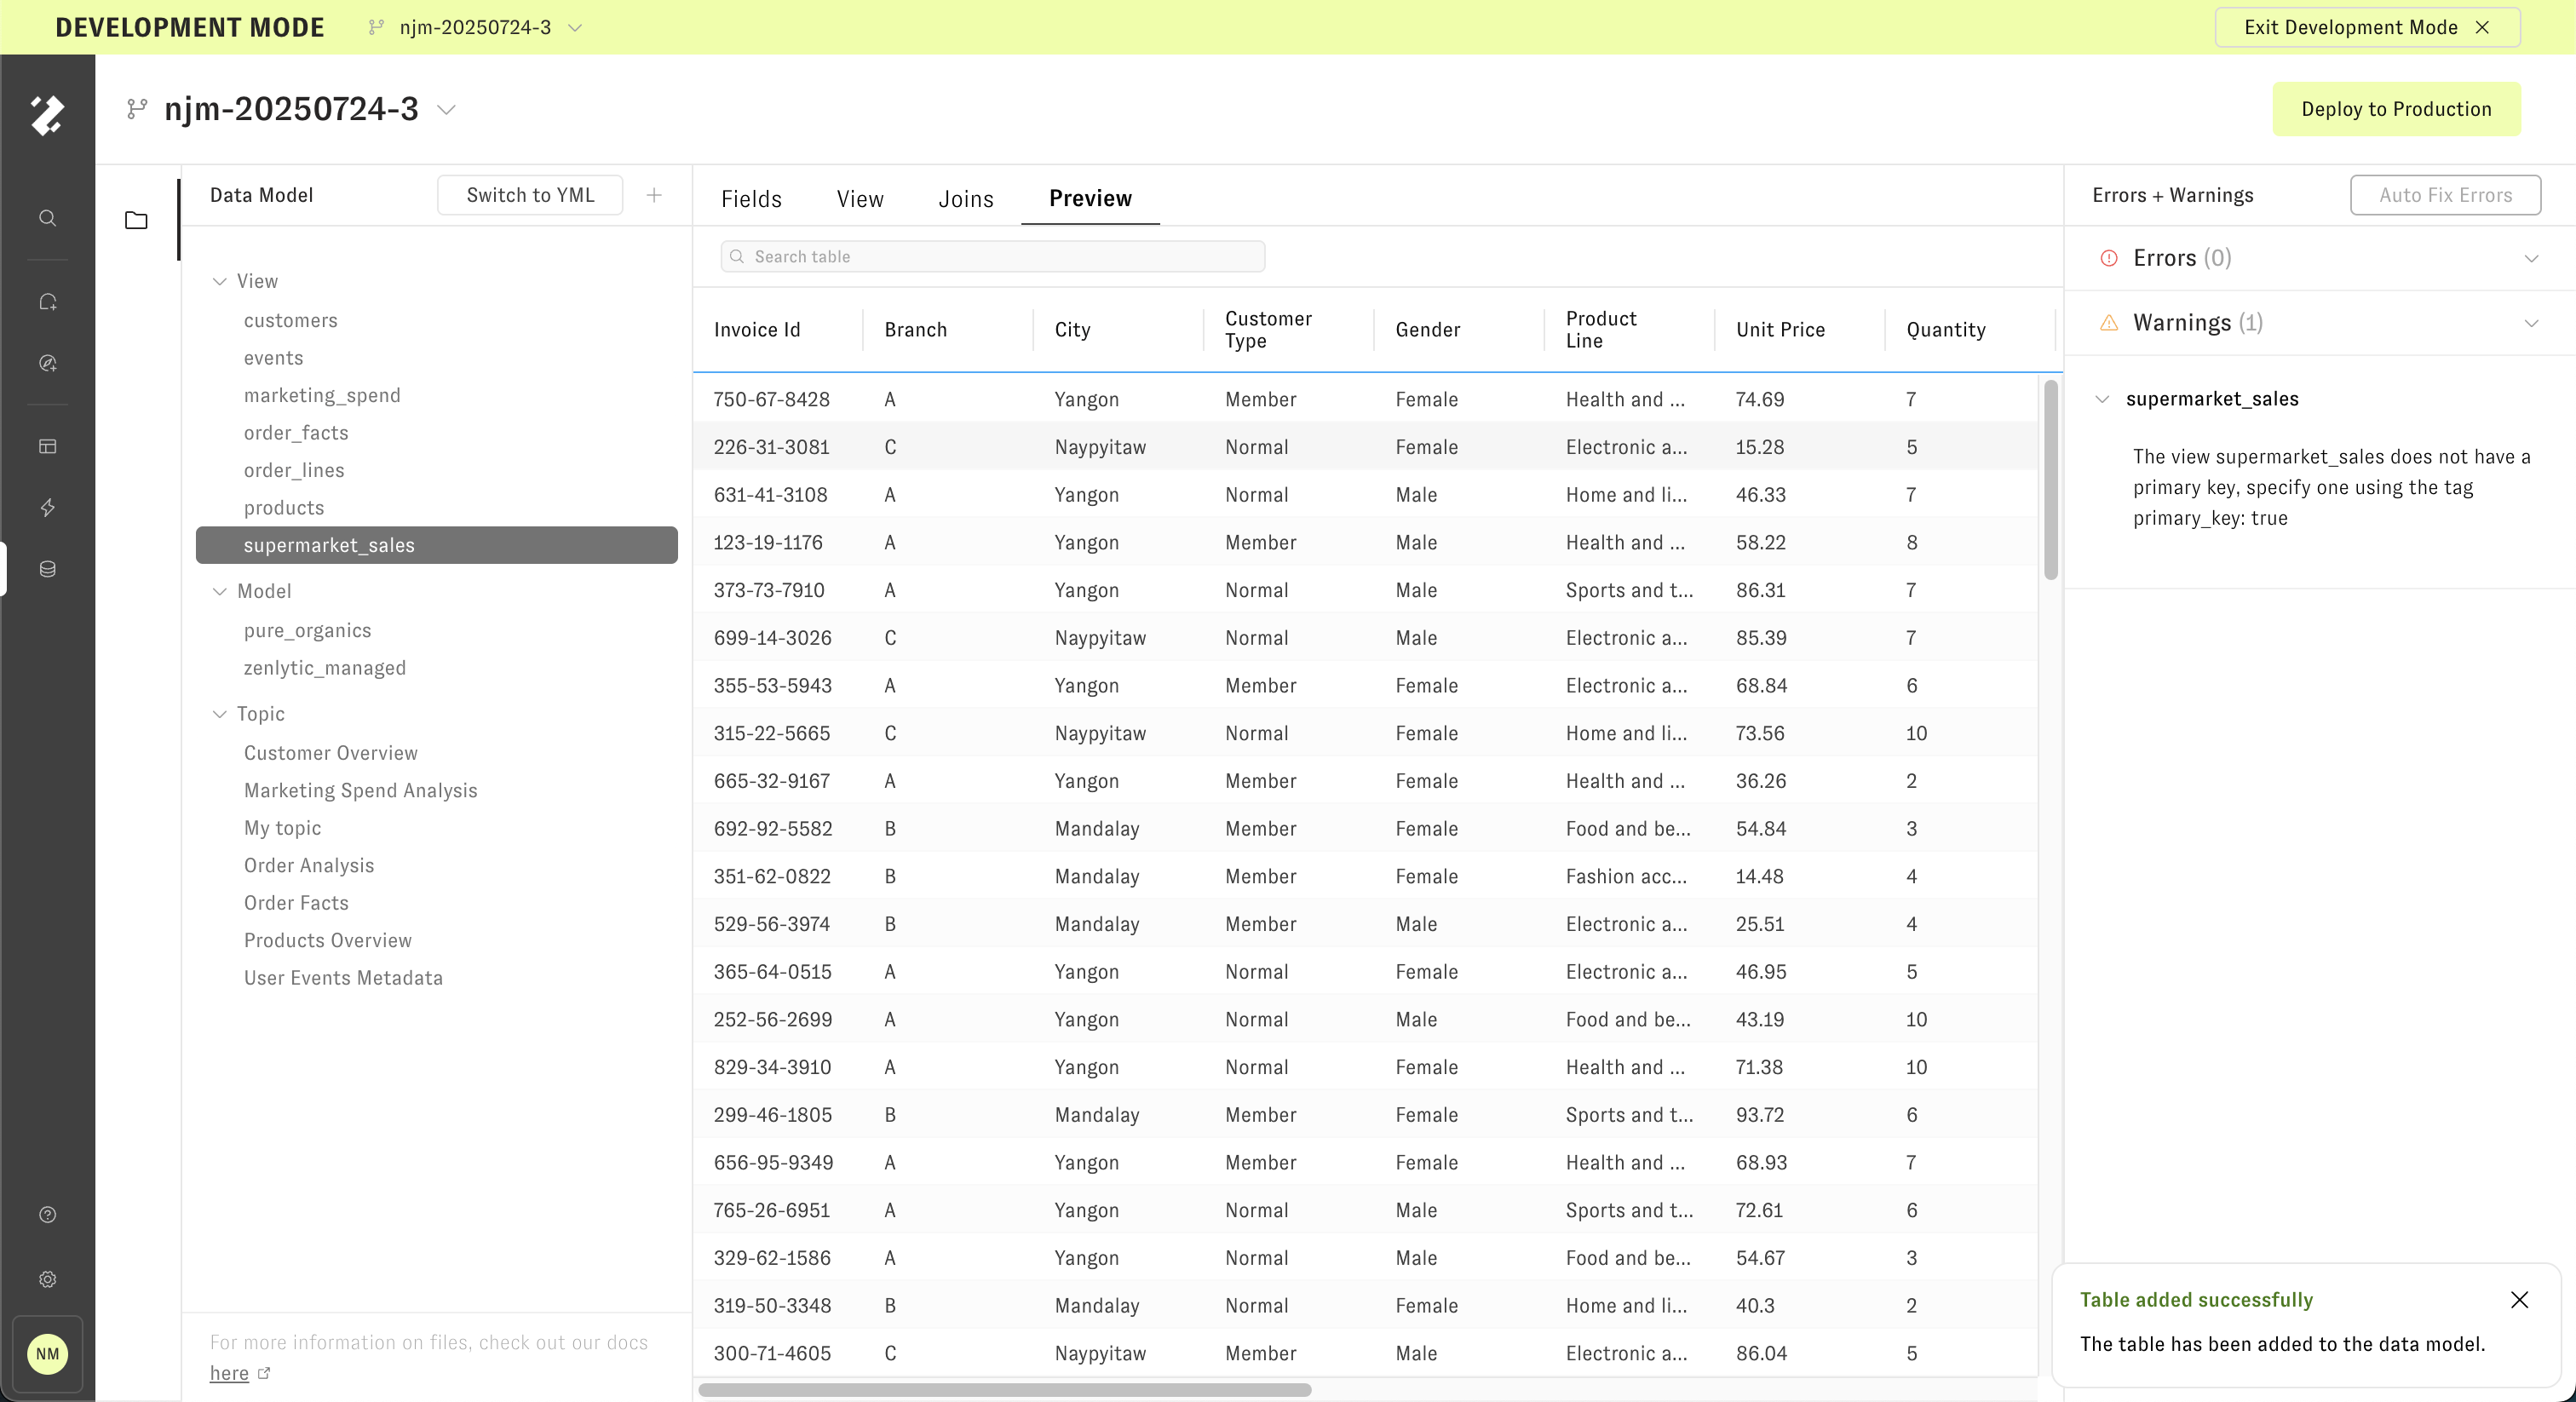 DEVELOPMENT MODE njm-20250724-3 Exit Development Mode
njm-20250724-3 Deploy to Production
Data Model Switch to YML
View
customers
events
marketing_spend
order_facts
order_lines
products
supermarket_sales
Model
pure_organics
zenlytic_managed
Topic
Customer Overview
Marketing Spend Analysis
My topic
Order Analysis
Order Facts
Products Overview
User Events Metadata
For more information on files, check out our docs
here
NM
Fields View Joins Preview
Search table
Invoice Id Branch City Customer Type Gender Product Line Unit Price Quantity
750-67-8428 A Yangon Member Female Health and ... 74.69 7
226-31-3081 C Naypyitaw Normal Female Electronic a... 15.28 5
631-41-3108 A Yangon Normal Male Home and li... 46.33 7
123-19-1176 A Yangon Member Male Health and ... 58.22 8
373-73-7910 A Yangon Normal Male Sports and t... 86.31 7
699-14-3026 C Naypyitaw Normal Male Electronic a... 85.39 7
355-53-5943 A Yangon Member Female Electronic a... 68.84 6
315-22-5665 C Naypyitaw Normal Female Home and li... 73.56 10
665-32-9167 A Yangon Member Female Health and ... 36.26 2
692-92-5582 B Mandalay Member Female Food and be... 54.84 3
351-62-0822 B Mandalay Member Female Fashion acc... 14.48 4
529-56-3974 B Mandalay Member Male Electronic a... 25.51 4
365-64-0515 A Yangon Normal Female Electronic a... 46.95 5
252-56-2699 A Yangon Normal Male Food and be... 43.19 10
829-34-3910 A Yangon Normal Female Health and ... 71.38 10
299-46-1805 B Mandalay Member Female Sports and t... 93.72 6
656-95-9349 A Yangon Member Female Health and ... 68.93 7
765-26-6951 A Yangon Normal Male Sports and t... 72.61 6
329-62-1586 A Yangon Normal Male Food and be... 54.67 3
319-50-3348 B Mandalay Normal Female Home and li... 40.3 2
300-71-4605 C Naypyitaw Member Male Electronic a... 86.04 5
Errors + Warnings Auto Fix Errors
Errors (0)
Warnings (1)
supermarket_sales
The view supermarket_sales does not have a
primary key, specify one using the tag
primary_key: true
Table added successfully
The table has been added to the data model.